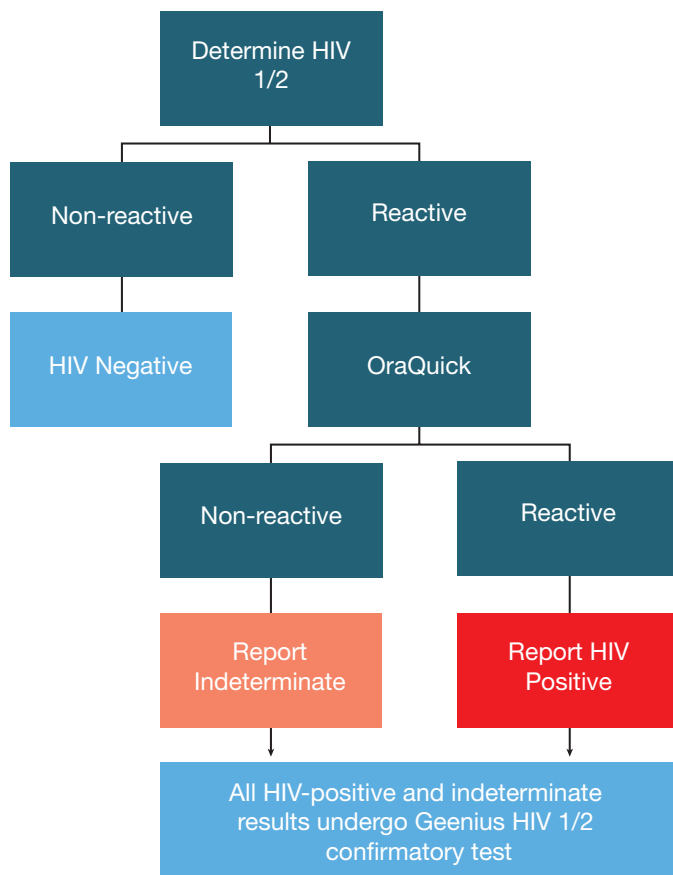 Determine HIV
1/2
Non-reactive
Reactive
HIV Negative
OraQuick
Non-reactive
Reactive
Report
Indeterminate
Report HIV
Positive
All HIV-positive and indeterminate
results undergo Geenius HIV 1/2
confirmatory test